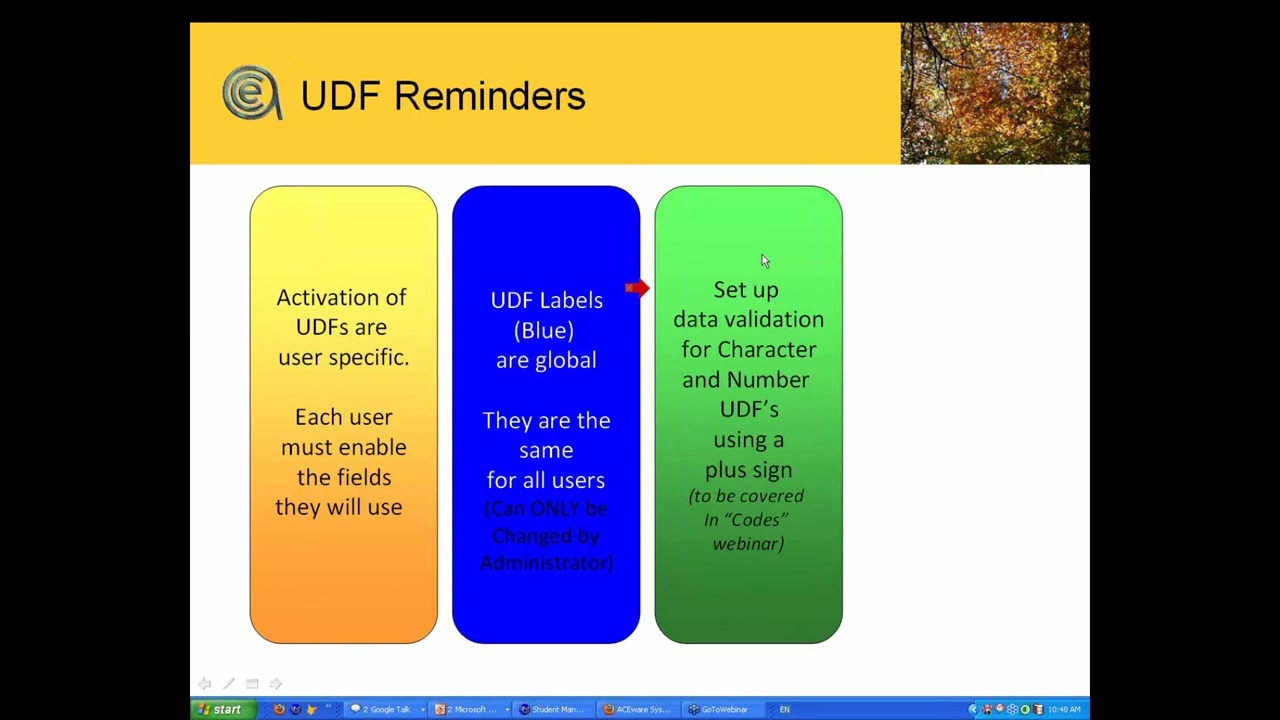 UDF Reminders
Activation of
UDFs are
user specific.
Each user
must enable
the fields
they will use
UDF Labels
(Blue)
are global
They are the
same
for all users
(Can ONLY be
Changed by
Administrator)
Set up
data validation
for Character
and Number
UDF's
using a
plus sign
(to be covered
In “Codes”
webinar)
start
2 Google Talk
2 Microsoft ...
Student Man...
ACEware Sys...
GoToWebinar
EN
10:48 AM